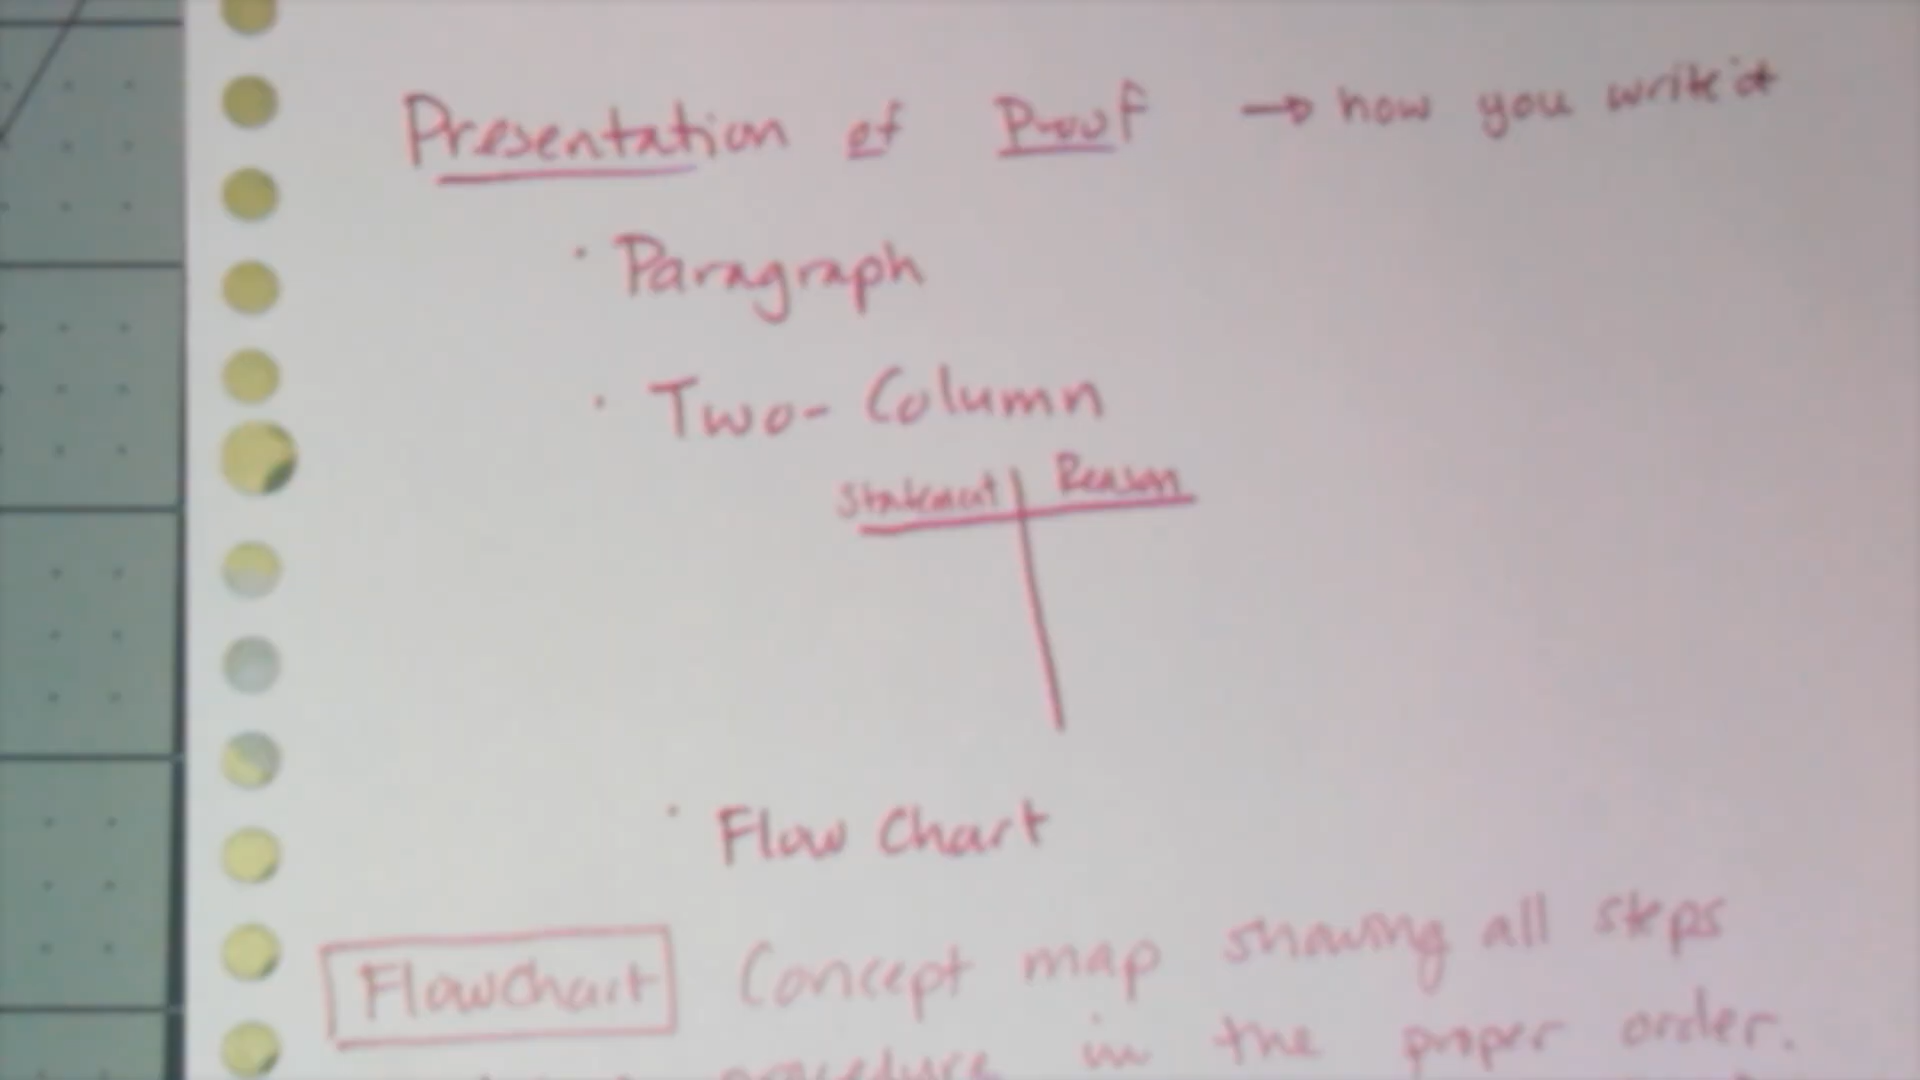 Presentation of Proof → how you write it
· Paragraph
· Two-Column
Statement | Reason
· Flow Chart
Flowchart Concept map showing all steps
procedure in the proper order.